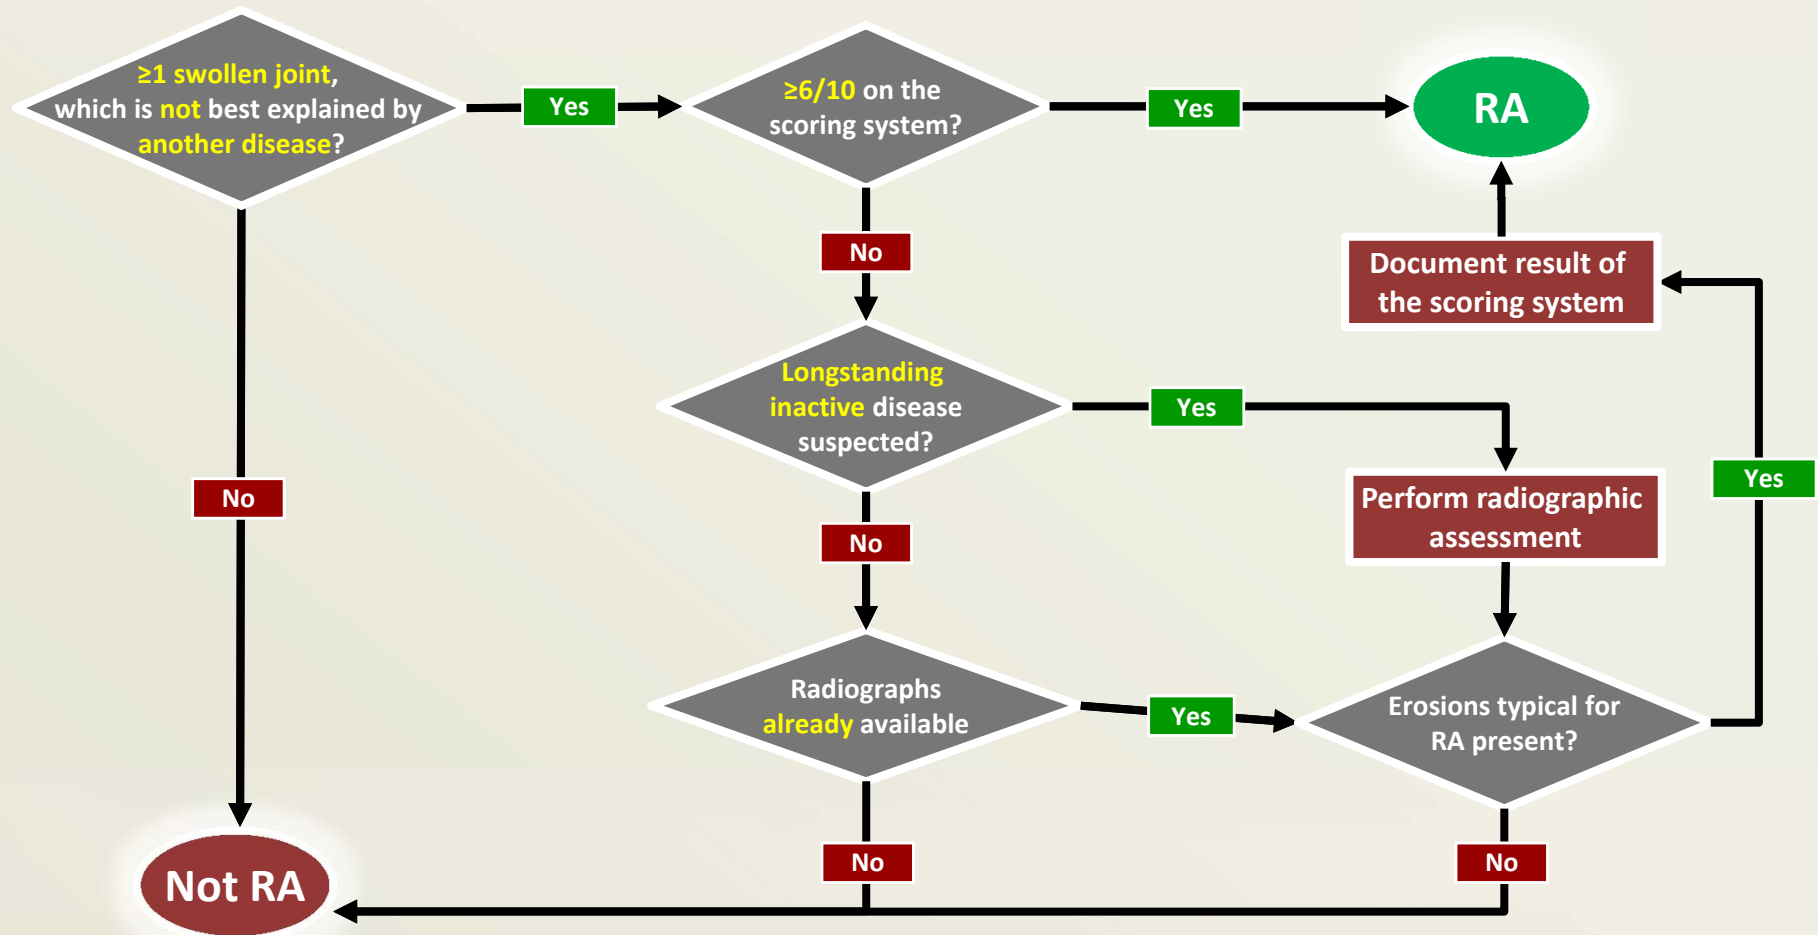 ≥1 swollen joint,
which is not best explained by
another disease?
Yes
≥6/10 on the
scoring system?
Yes
RA
No
Document result of
the scoring system
Longstanding
inactive disease
suspected?
Yes
Yes
No
Perform radiographic
assessment
No
Radiographs
already available
Yes
Erosions typical for
RA present?
No
No
Not RA